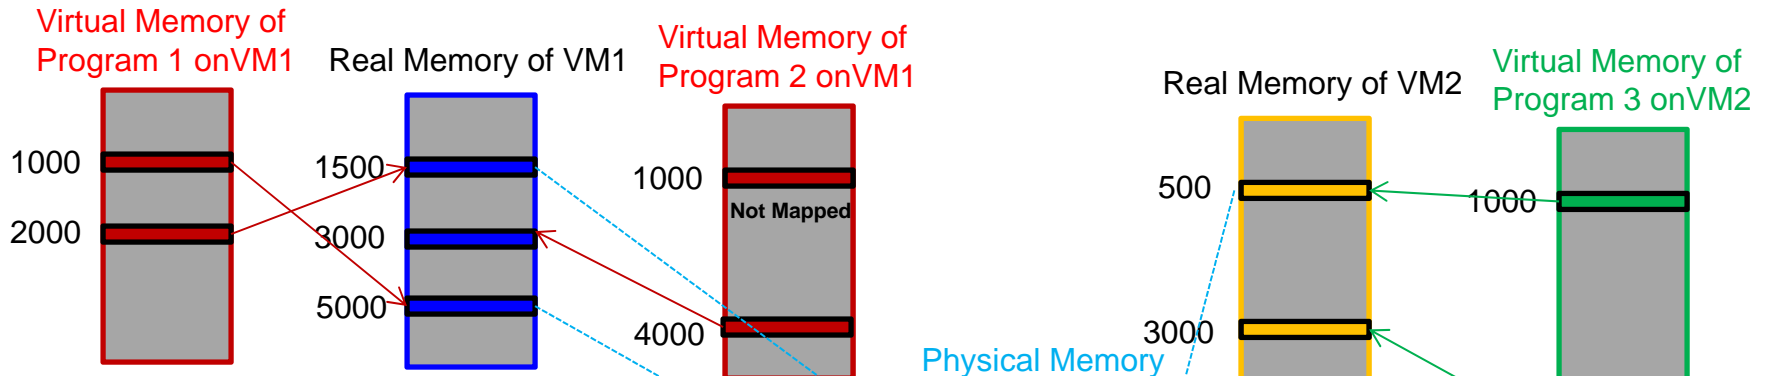 Virtual Memory of
Program 1 onVM1
1000
2000
Real Memory of VM1
1500
3000
5000
Virtual Memory of
Program 2 onVM1
1000
Not Mapped
4000
Physical Memory
Real Memory of VM2
500
3000
Virtual Memory of
Program 3 onVM2
1000